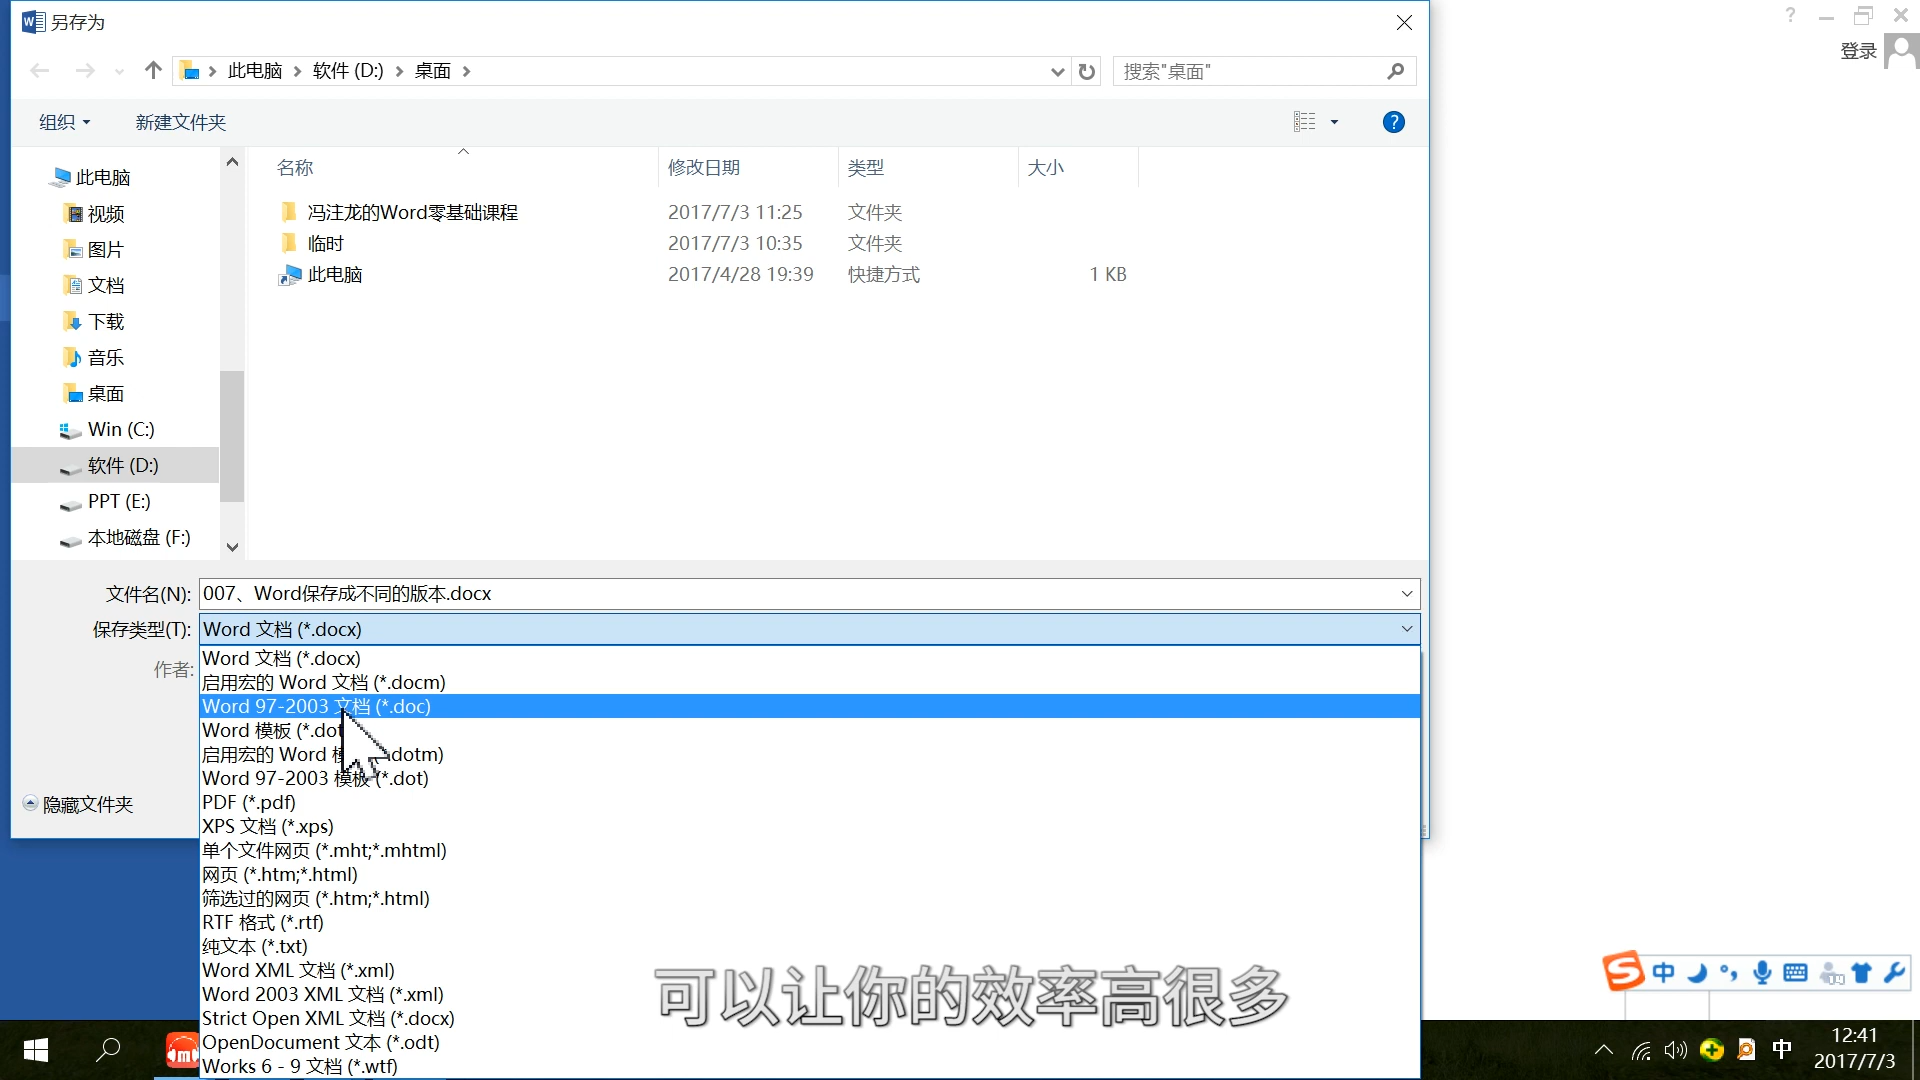 另存为
登录
此电脑 软件 (D:) 桌面
搜索"桌面"
组织 新建文件夹
名称 修改日期 类型 大小
冯注龙的Word零基础课程 2017/7/3 11:25 文件夹
临时 2017/7/3 10:35 文件夹
此电脑 2017/4/28 19:39 快捷方式 1 KB
此电脑
视频
图片
文档
下载
音乐
桌面
Win (C:)
软件 (D:)
PPT (E:)
本地磁盘 (F:)
文件名(N): 007、Word保存成不同的版本.docx
保存类型(T): Word 文档 (*.docx)
作者:
Word 文档 (*.docx)
启用宏的 Word 文档 (*.docm)
Word 97-2003 文档 (*.doc)
Word 模板 (*.dot
启用宏的 Word 模 .dotm)
Word 97-2003 模板 (*.dot)
PDF (*.pdf)
XPS 文档 (*.xps)
单个文件网页 (*.mht;*.mhtml)
网页 (*.htm;*.html)
筛选过的网页 (*.htm;*.html)
RTF 格式 (*.rtf)
纯文本 (*.txt)
Word XML 文档 (*.xml)
Word 2003 XML 文档 (*.xml)
Strict Open XML 文档 (*.docx)
OpenDocument 文本 (*.odt)
Works 6 - 9 文档 (*.wtf)
隐藏文件夹
可以让你的效率高很多
中
中
12:41
2017/7/3